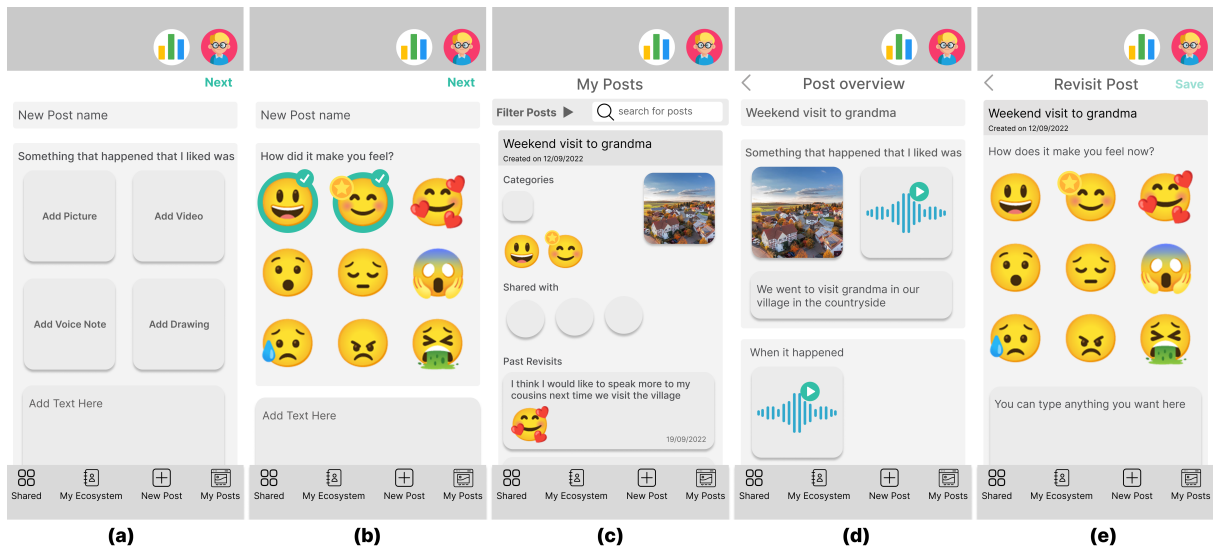 Next
New Post name
Something that happened that I liked was
Add Picture
Add Video
Add Voice Note
Add Drawing
Add Text Here
Shared
My Ecosystem
New Post
My Posts
(a)
Next
New Post name
How did it make you feel?
Add Text Here
Shared
My Ecosystem
New Post
My Posts
(b)
My Posts
Filter Posts
search for posts
Weekend visit to grandma
Created on 12/09/2022
Categories
Shared with
Past Revisits
I think I would like to speak more to my
cousins next time we visit the village
19/09/2022
Shared
My Ecosystem
New Post
My Posts
(c)
Post overview
Weekend visit to grandma
Something that happened that I liked was
We went to visit grandma in our
village in the countryside
When it happened
Shared
My Ecosystem
New Post
My Posts
(d)
Revisit Post
Save
Weekend visit to grandma
Created on 12/09/2022
How does it make you feel now?
You can type anything you want here
Shared
My Ecosystem
New Post
My Posts
(e)